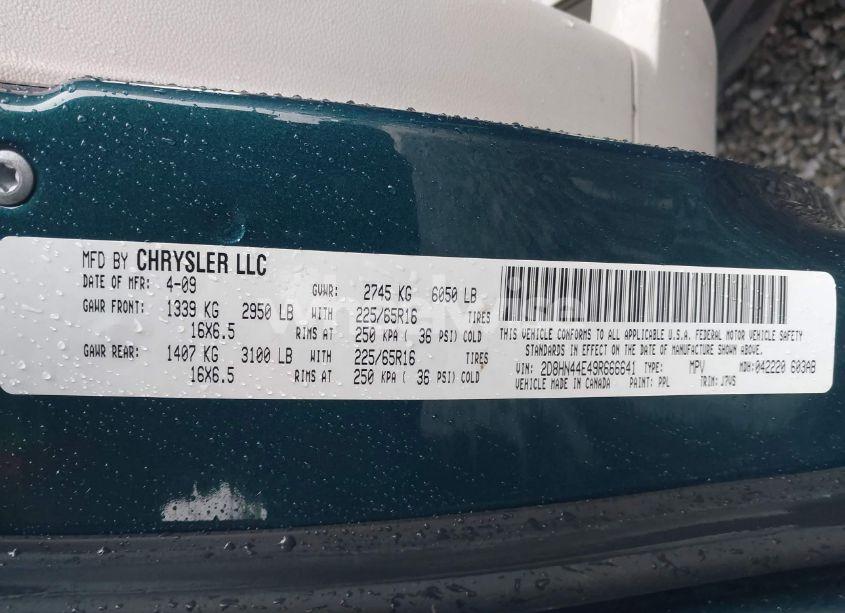 MFD BY CHRYSLER LLC
DATE OF MFR: 4-09 GVWR: 2745 KG 6050 LB
GAWR FRONT: 1339 KG 2950 LB WITH 225/65R16 TIRES
16X6.5 RIMS AT 250 KPA ( 36 PSI) COLD
GAWR REAR: 1407 KG 3100 LB WITH 225/65R16 TIRES
16X6.5 RIMS AT 250 KPA ( 36 PSI) COLD
THIS VEHICLE CONFORMS TO ALL APPLICABLE U.S.A. FEDERAL MOTOR VEHICLE SAFETY
STANDARDS IN EFFECT ON THE DATE OF MANUFACTURE SHOWN ABOVE.
VIN: 2D8HN44E49R666641 TYPE: MPV MDH:042220 603AB
VEHICLE MADE IN CANADA PAINT: PPL TRIM: J7VS